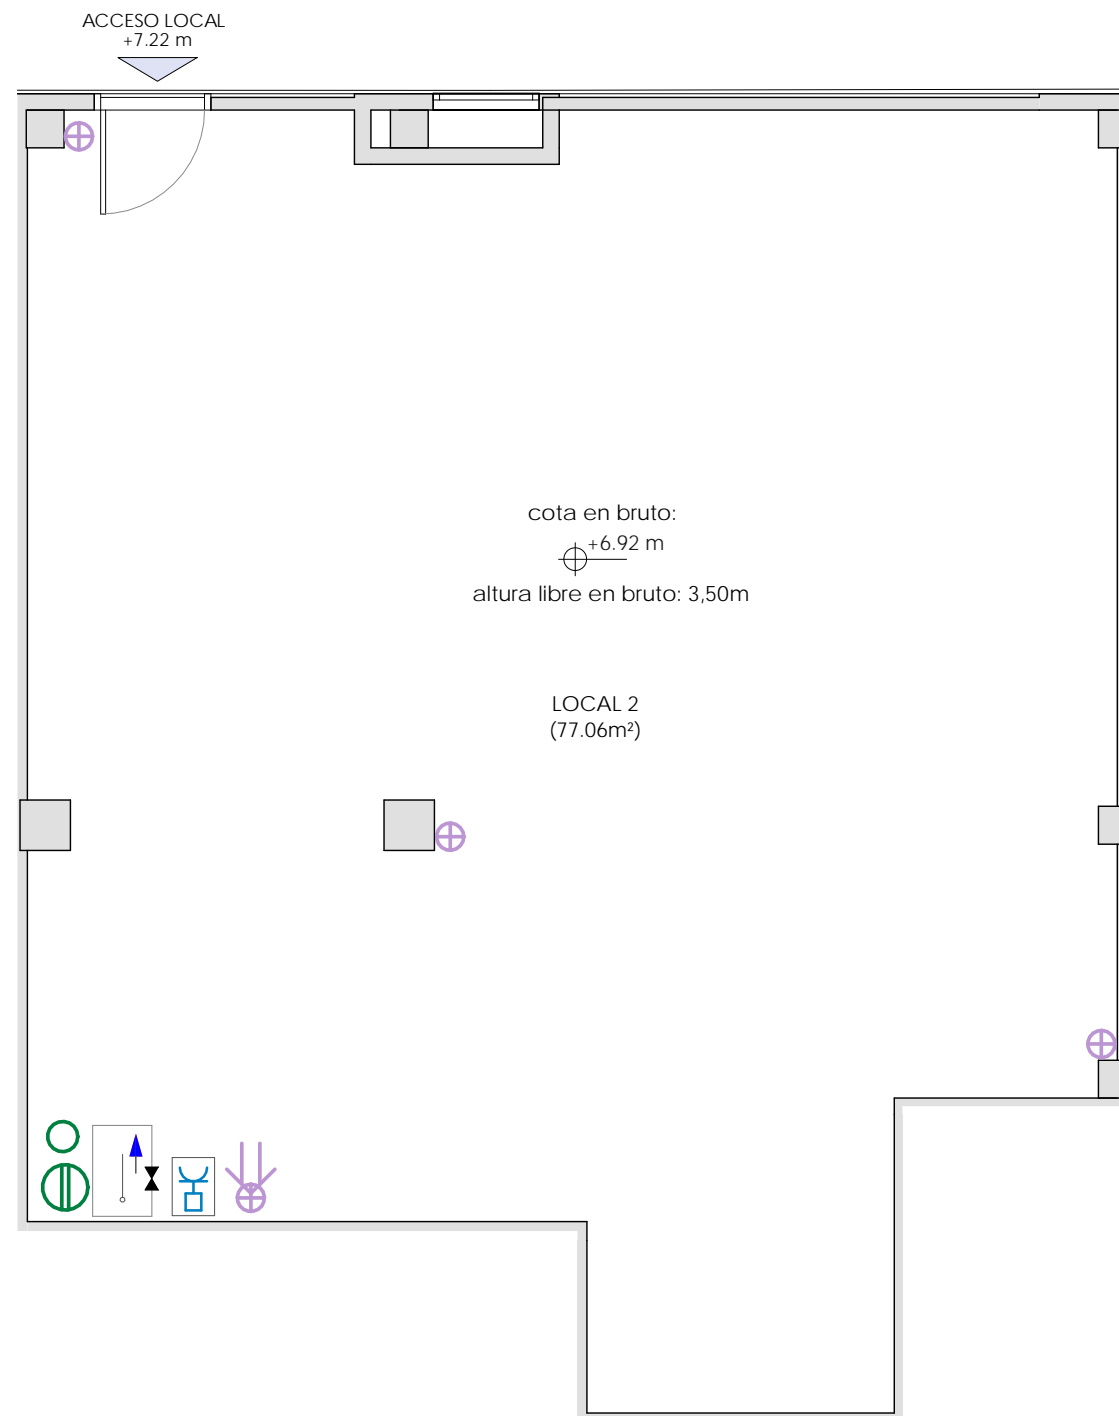 ACCESO LOCAL
+7.22 m
cota en bruto:
+6.92 m
altura libre en bruto: 3,50m
LOCAL 2
(77.06m²)